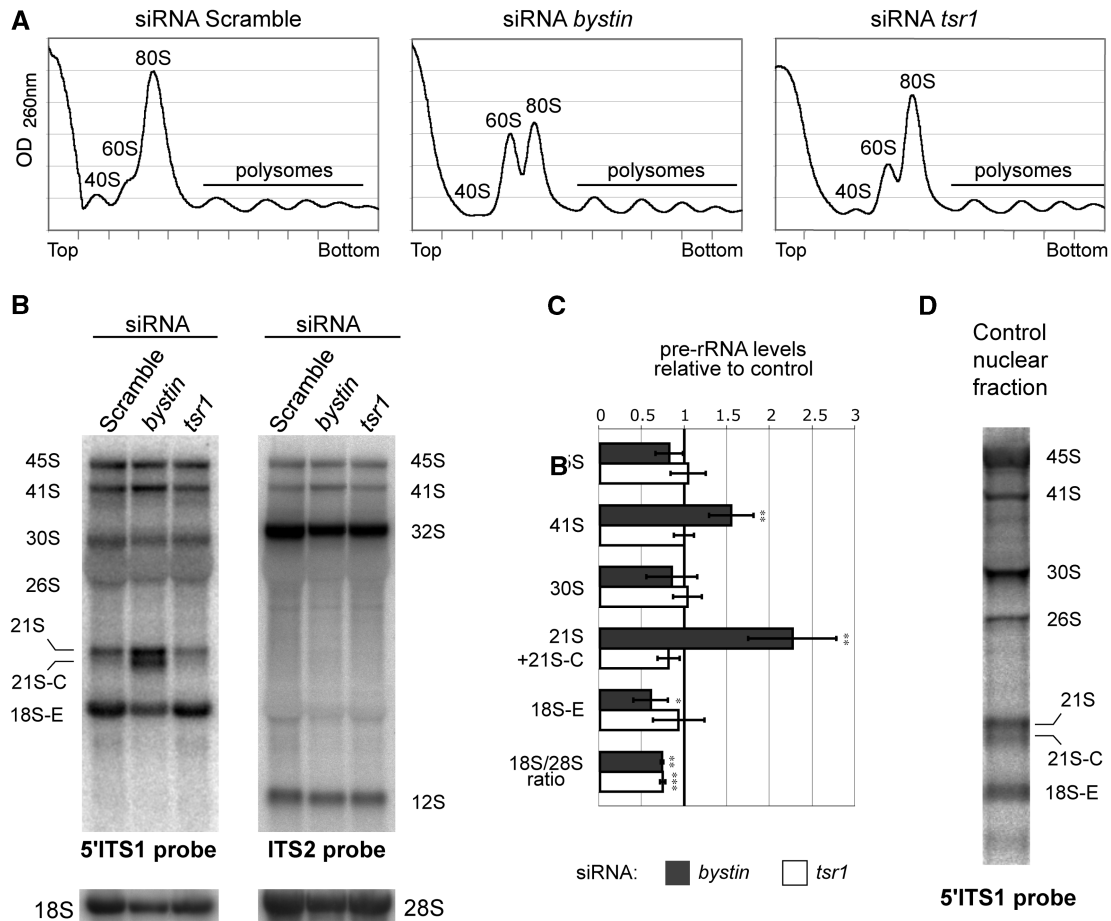 A
siRNA Scramble
siRNA bystin
siRNA tsr1
OD 260nm
40S
60S
80S
polysomes
Top
Bottom
40S
60S
80S
polysomes
Top
Bottom
40S
60S
80S
polysomes
Top
Bottom
B
siRNA
siRNA
Scramble
bystin
tsr1
Scramble
bystin
tsr1
45S
41S
30S
26S
21S
21S-C
18S-E
45S
41S
32S
12S
5'ITS1 probe
ITS2 probe
18S
28S
C
pre-rRNA levels
relative to control
0 0.5 1 1.5 2 2.5 3
B
5S
41S
**
30S
21S
+21S-C
**
18S-E
*
18S/28S
ratio
**
***
siRNA: bystin tsr1
D
Control
nuclear
fraction
45S
41S
30S
26S
21S
21S-C
18S-E
5'ITS1 probe